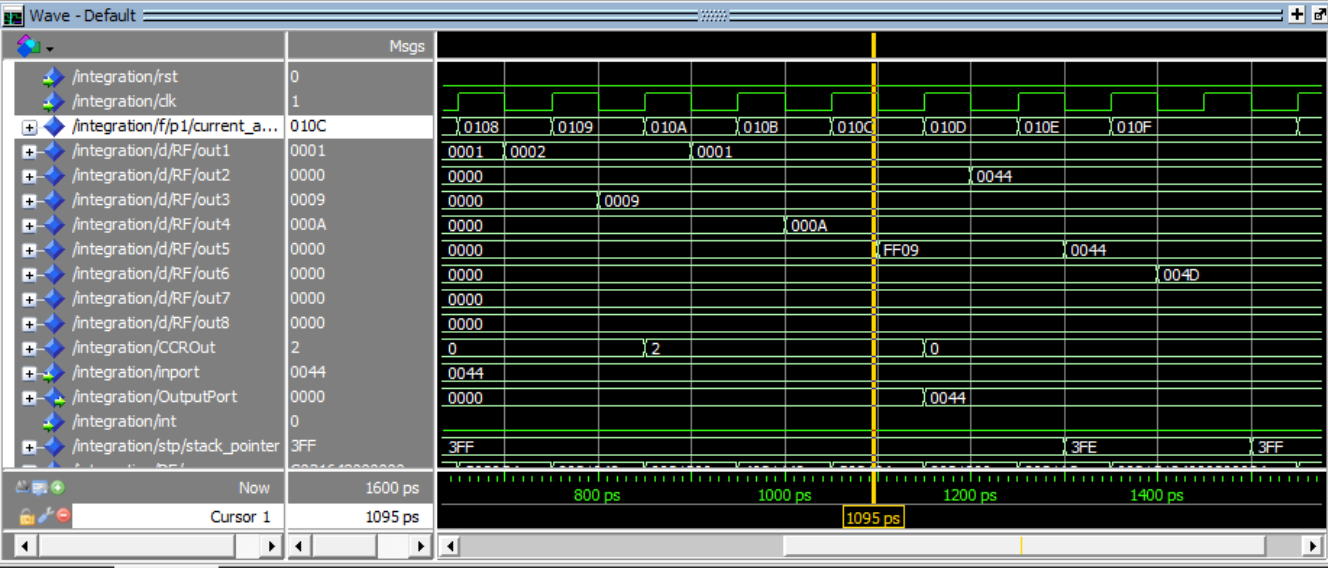 Wave - Default
Msgs
/integration/rst 0
/integration/clk 1
/integration/f/p1/current_a... 010C 0108 0109 010A 010B 010C 010D 010E 010F
/integration/d/RF/out1 0001 0001 0002 0001
/integration/d/RF/out2 0000 0000 0044
/integration/d/RF/out3 0009 0000 0009
/integration/d/RF/out4 000A 0000 000A
/integration/d/RF/out5 0000 0000 FF09 0044
/integration/d/RF/out6 0000 0000 004D
/integration/d/RF/out7 0000 0000
/integration/d/RF/out8 0000 0000
/integration/CCROut 2 0 2 0
/integration/inport 0044 0044
/integration/OutputPort 0000 0000 0044
/integration/int 0
/integration/stp/stack_pointer 3FF 3FF 3FE 3FF
Now 1600 ps 800 ps 1000 ps 1200 ps 1400 ps
Cursor 1 1095 ps 1095 ps